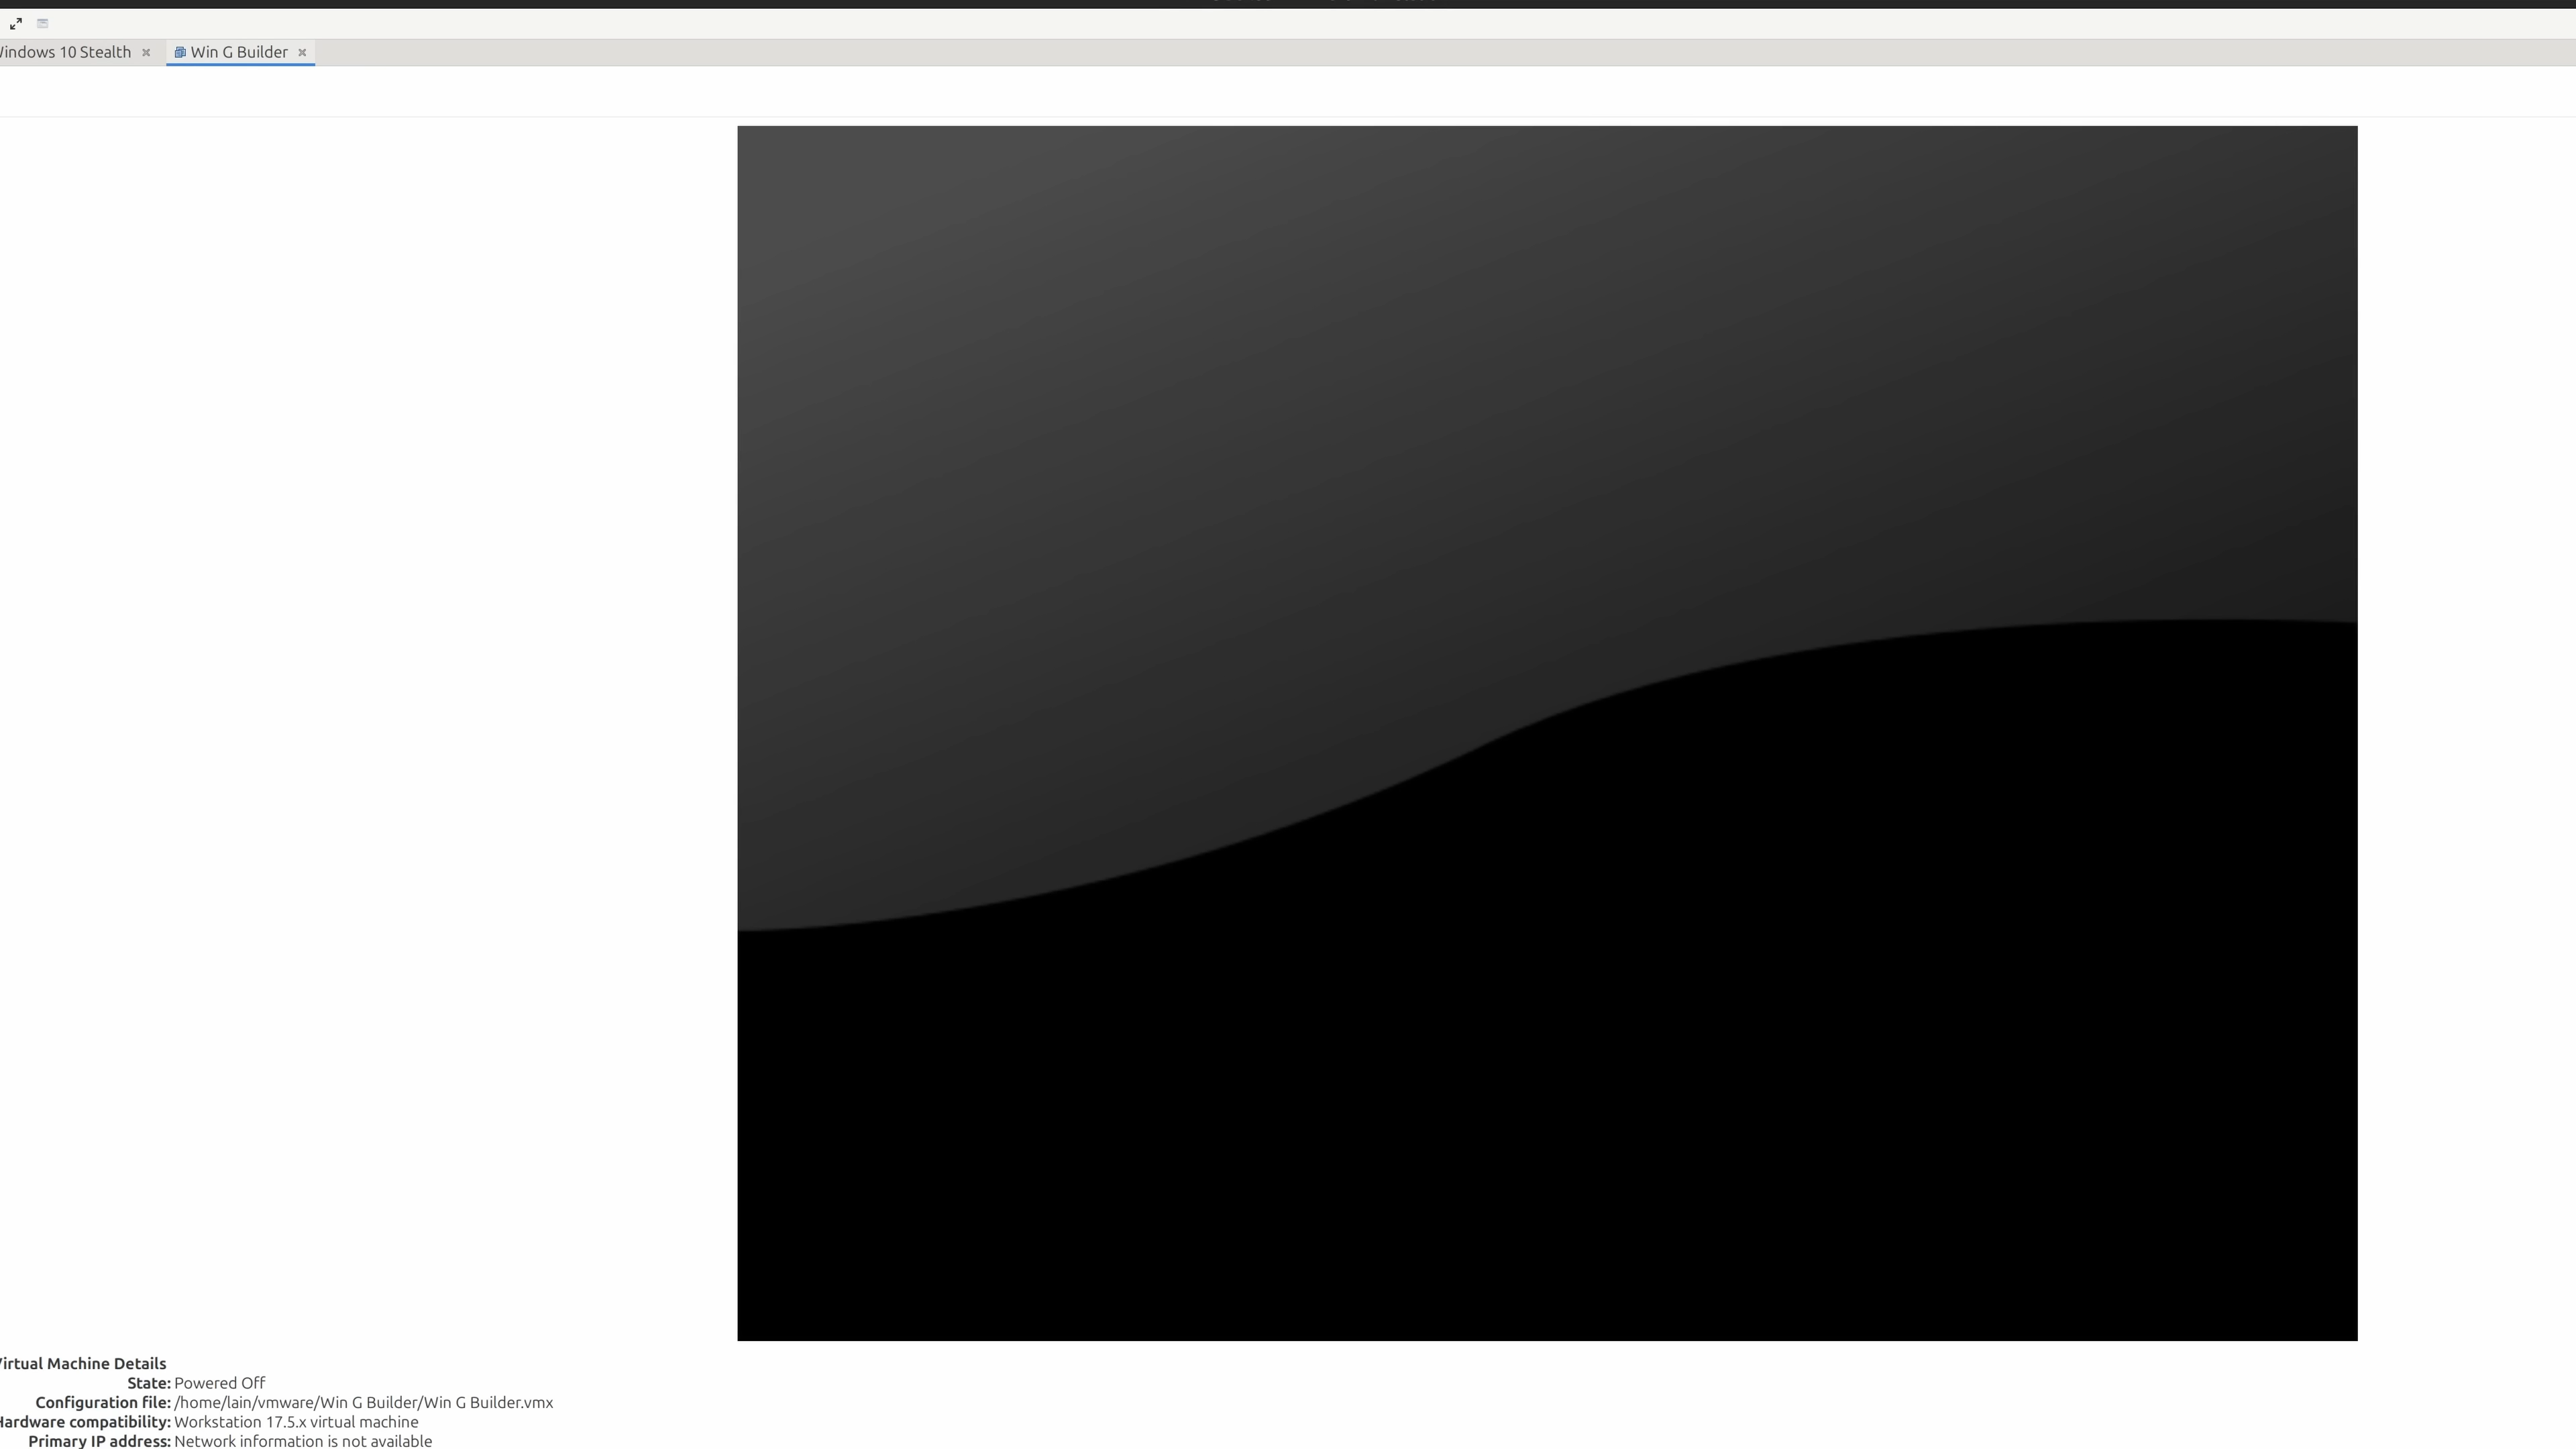 indows 10 Stealth
Win G Builder
irtual Machine Details
State: Powered Off
Configuration file: /home/lain/vmware/Win G Builder/Win G Builder.vmx
Hardware compatibility: Workstation 17.5.x virtual machine
Primary IP address: Network information is not available